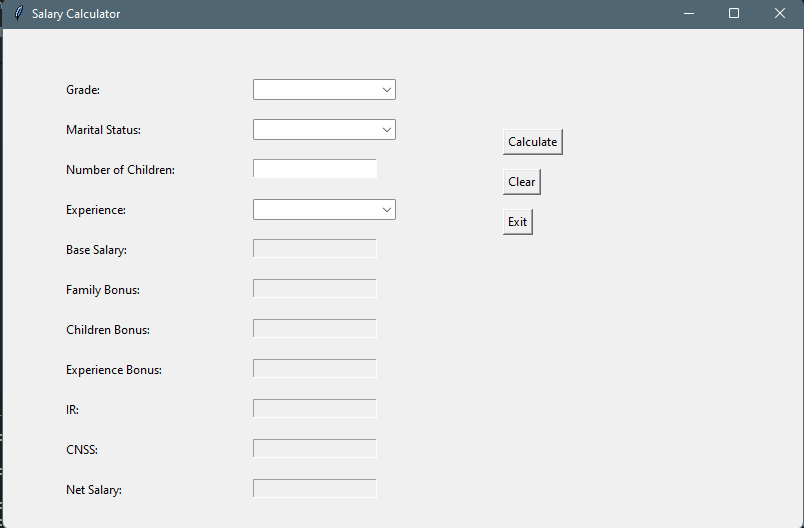 Salary Calculator
Grade:
Marital Status:
Calculate
Number of Children:
Clear
Experience:
Exit
Base Salary:
Family Bonus:
Children Bonus:
Experience Bonus:
IR:
CNSS:
Net Salary: